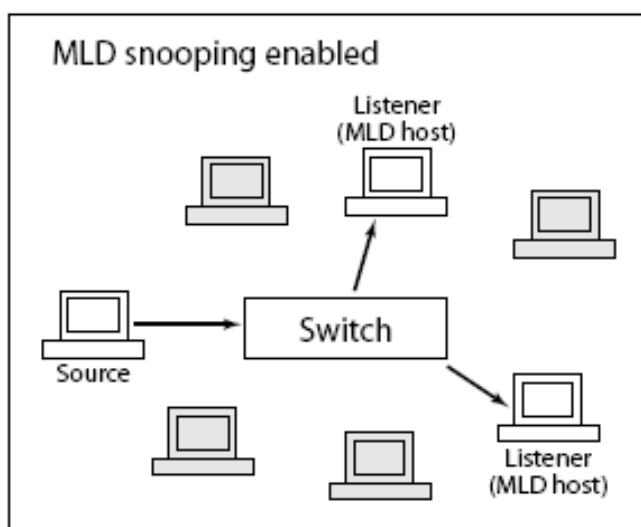 MLD snooping enabled
Listener
(MLD host)
Switch
Source
Listener
(MLD host)